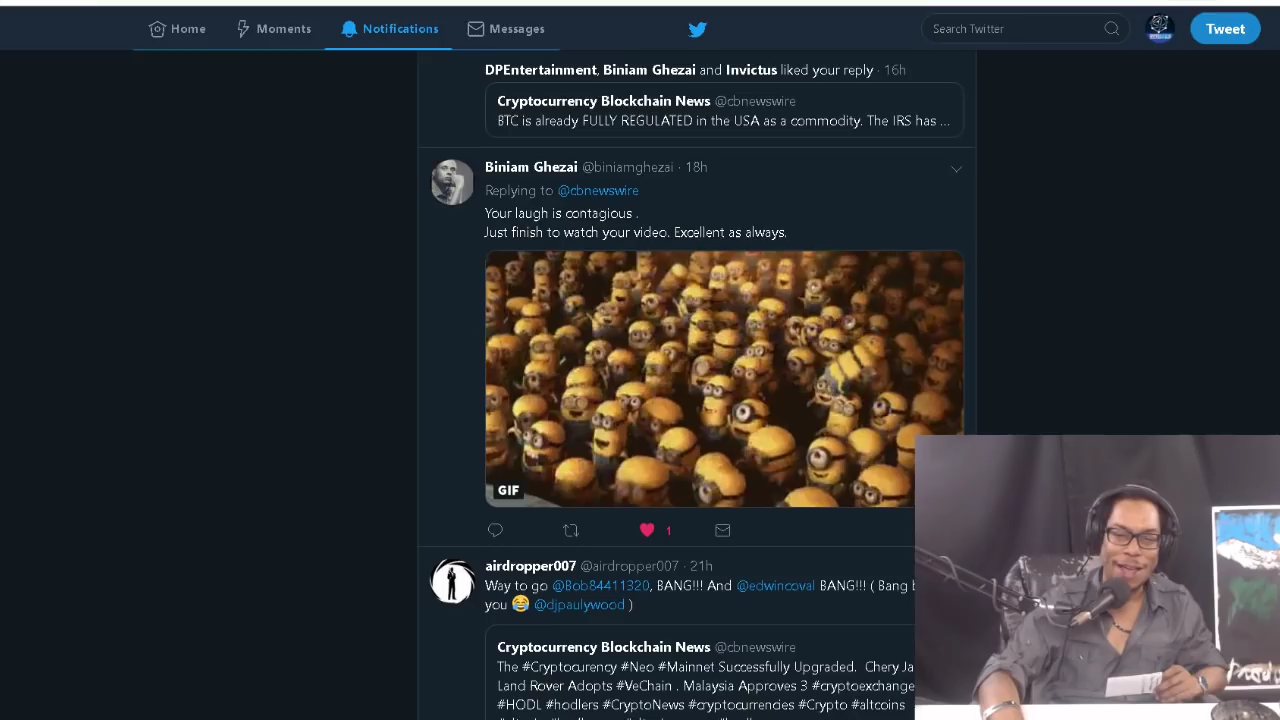 Home Moments Notifications Messages Search Twitter Tweet
DPEntertainment, Biniam Ghezai and Invictus liked your reply · 16h
Cryptocurrency Blockchain News @cbnewswire
BTC is already FULLY REGULATED in the USA as a commodity. The IRS has ...
Biniam Ghezai @biniamghezai · 18h
Replying to @cbnewswire
Your laugh is contagious .
Just finish to watch your video. Excellent as always.
GIF
1
airdropper007 @airdropper007 · 21h
Way to go @Bob84411320, BANG!!! And @edwincoval BANG!!! ( Bang b
you 😂 @djpaulywood )
Cryptocurrency Blockchain News @cbnewswire
The #Cryptocurency #Neo #Mainnet Successfully Upgraded. Chery Ja
Land Rover Adopts #VeChain . Malaysia Approves 3 #cryptoexchange
#HODL #hodlers #CryptoNews #cryptocurrencies #Crypto #altcoins